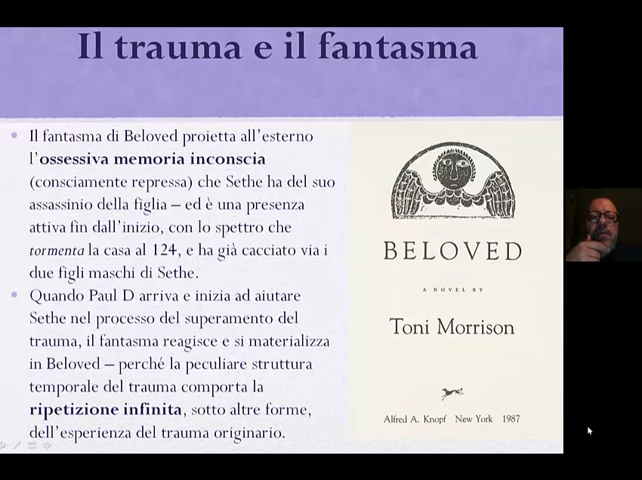 Il trauma e il fantasma
Il fantasma di Beloved proietta all'esterno
l'ossessiva memoria inconscia
(consciamente repressa) che Sethe ha del suo
assassinio della figlia – ed è una presenza
attiva fin dall'inizio, con lo spettro che
tormenta la casa al 124, e ha già cacciato via i
due figli maschi di Sethe.
Quando Paul D arriva e inizia ad aiutare
Sethe nel processo del superamento del
trauma, il fantasma reagisce e si materializza
in Beloved – perché la peculiare struttura
temporale del trauma comporta la
ripetizione infinita, sotto altre forme,
dell'esperienza del trauma originario.
BELOVED
A NOVEL BY
Toni Morrison
Alfred A. Knopf New York 1987